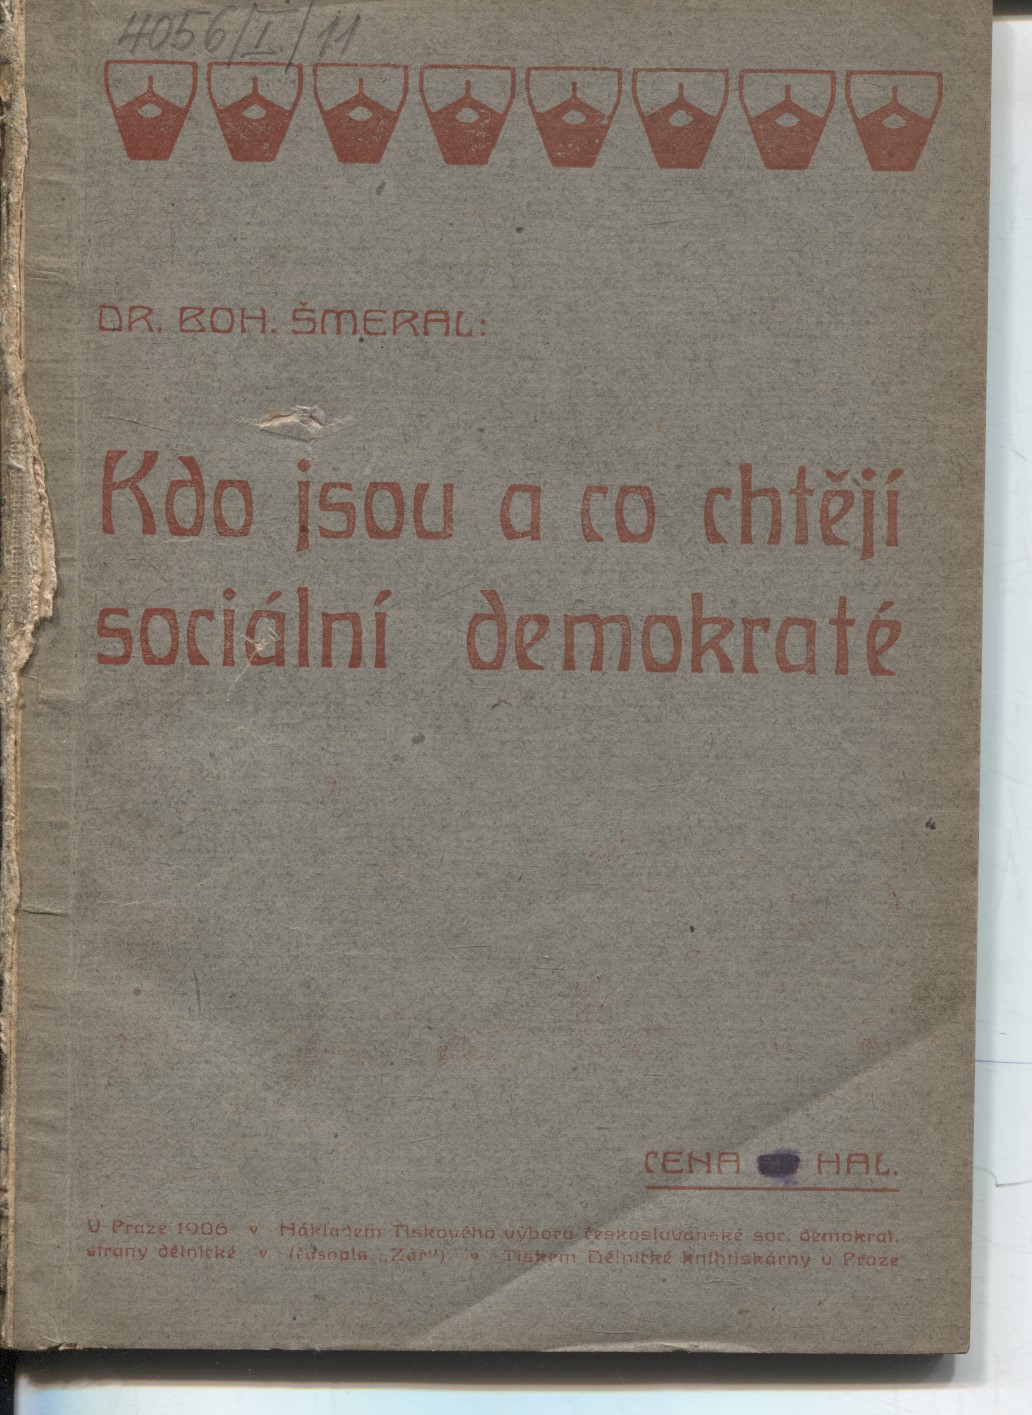 4056/I./11
DR. BOH. ŠMERAL:
Kdo jsou a co chtějí
sociální demokraté
CENA HAL.
V Praze 1906 Nákladem Tiskového výboru českoslovanské soc. demokrat.
strany dělnické (časopis „Zář“) Tiskem Dělnické knihtiskárny v Praze